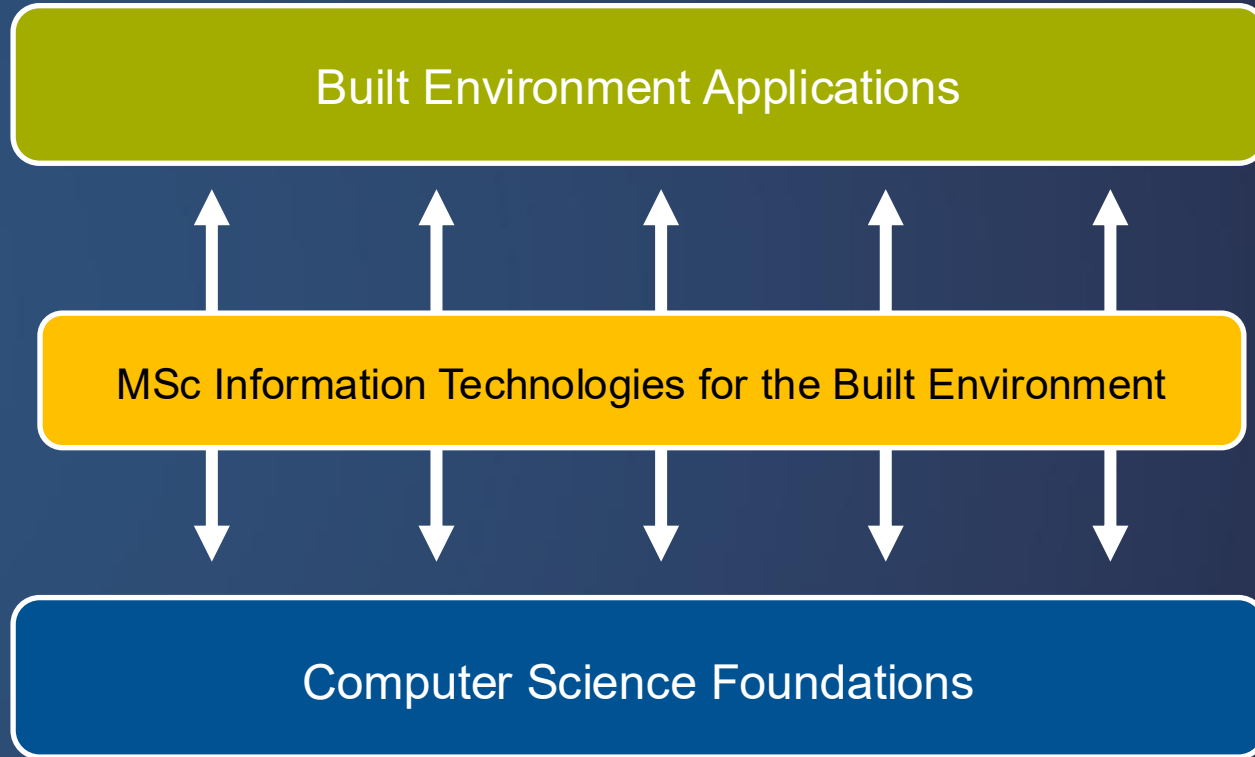 Built Environment Applications
MSc Information Technologies for the Built Environment
Computer Science Foundations